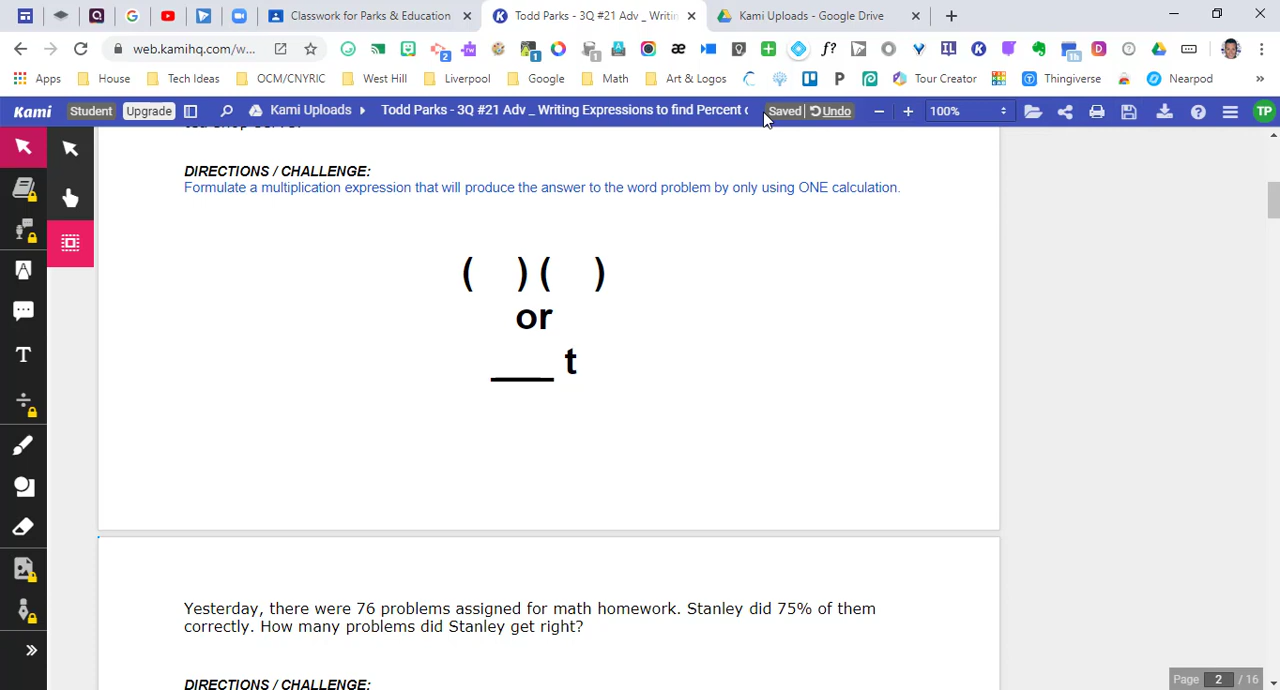 Classwork for Parks & Education
Todd Parks - 3Q #21 Adv _ Writin
Kami Uploads - Google Drive
web.kamihq.com/w...
Apps House Tech Ideas OCM/CNYRIC West Hill Liverpool Google Math Art & Logos Tour Creator Thingiverse Nearpod »
Kami Student Upgrade Kami Uploads Todd Parks - 3Q #21 Adv _ Writing Expressions to find Percent o Saved Undo 100% TP
DIRECTIONS / CHALLENGE:
Formulate a multiplication expression that will produce the answer to the word problem by only using ONE calculation.
( ) ( )
or
____ t
Yesterday, there were 76 problems assigned for math homework. Stanley did 75% of them
correctly. How many problems did Stanley get right?
DIRECTIONS / CHALLENGE:
Page 2 / 16